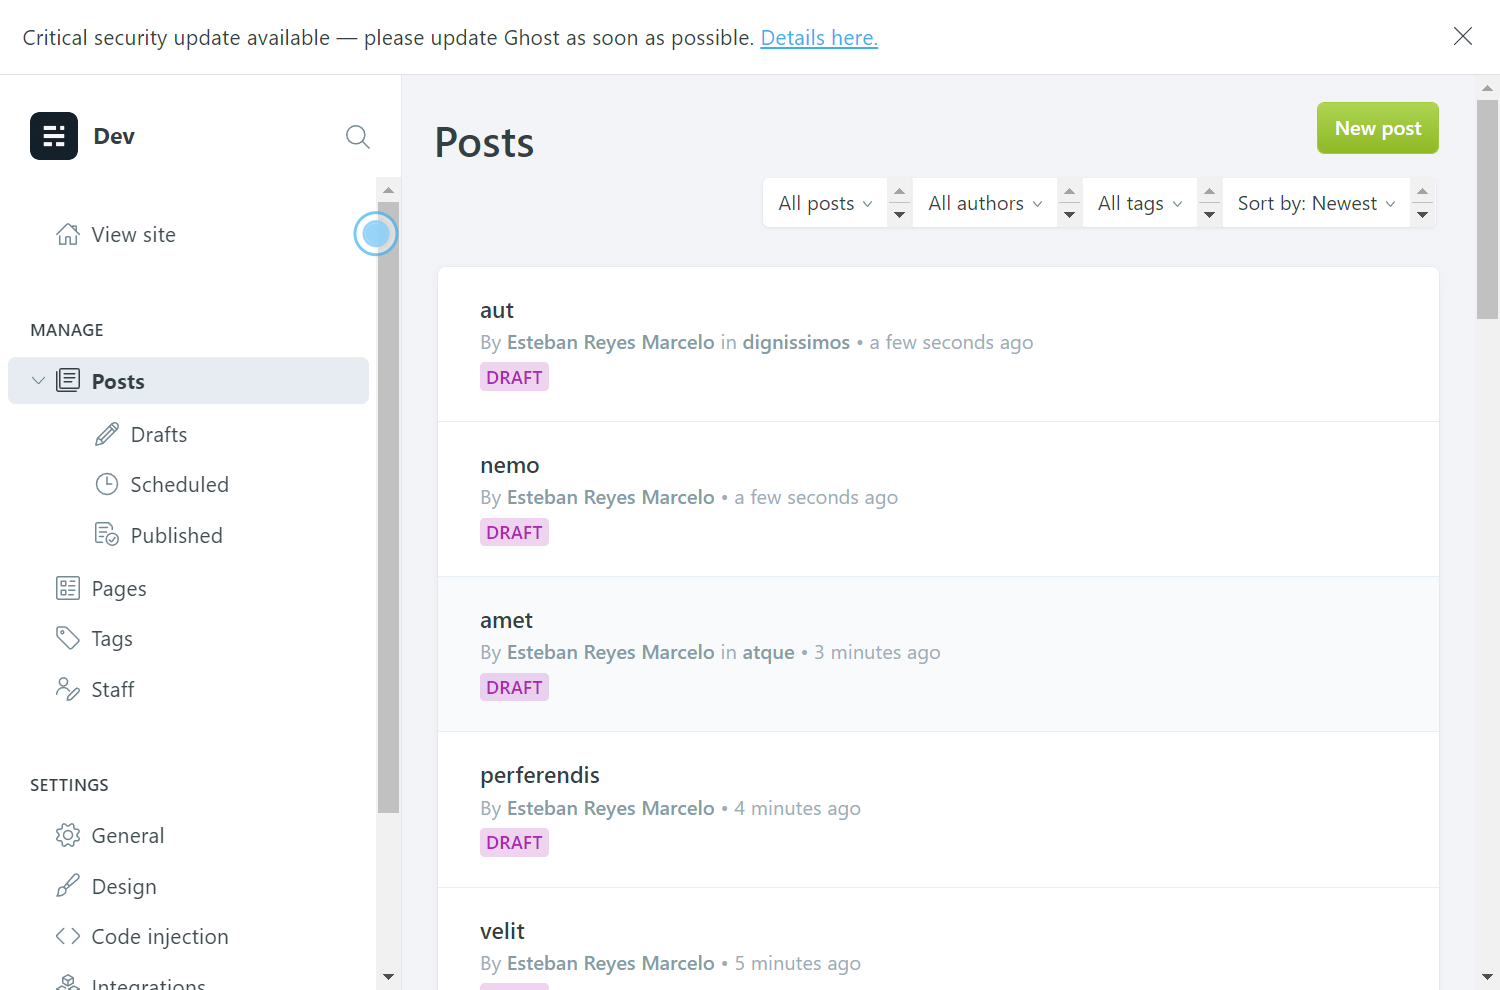 Critical security update available — please update Ghost as soon as possible. Details here.
Dev
View site
MANAGE
Posts
Drafts
Scheduled
Published
Pages
Tags
Staff
SETTINGS
General
Design
Code injection
Integrations
Posts
New post
All posts
All authors
All tags
Sort by: Newest
aut
By Esteban Reyes Marcelo in dignissimos • a few seconds ago
DRAFT
nemo
By Esteban Reyes Marcelo • a few seconds ago
DRAFT
amet
By Esteban Reyes Marcelo in atque • 3 minutes ago
DRAFT
perferendis
By Esteban Reyes Marcelo • 4 minutes ago
DRAFT
velit
By Esteban Reyes Marcelo • 5 minutes ago